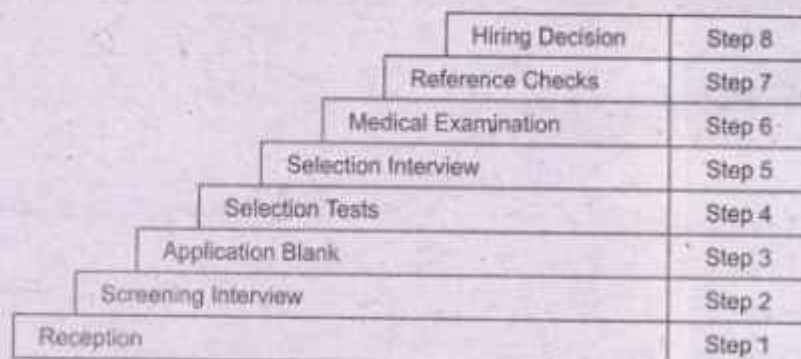 Hiring Decision Step 8
Reference Checks Step 7
Medical Examination Step 6
Selection Interview Step 5
Selection Tests Step 4
Application Blank Step 3
Screening Interview Step 2
Reception Step 1